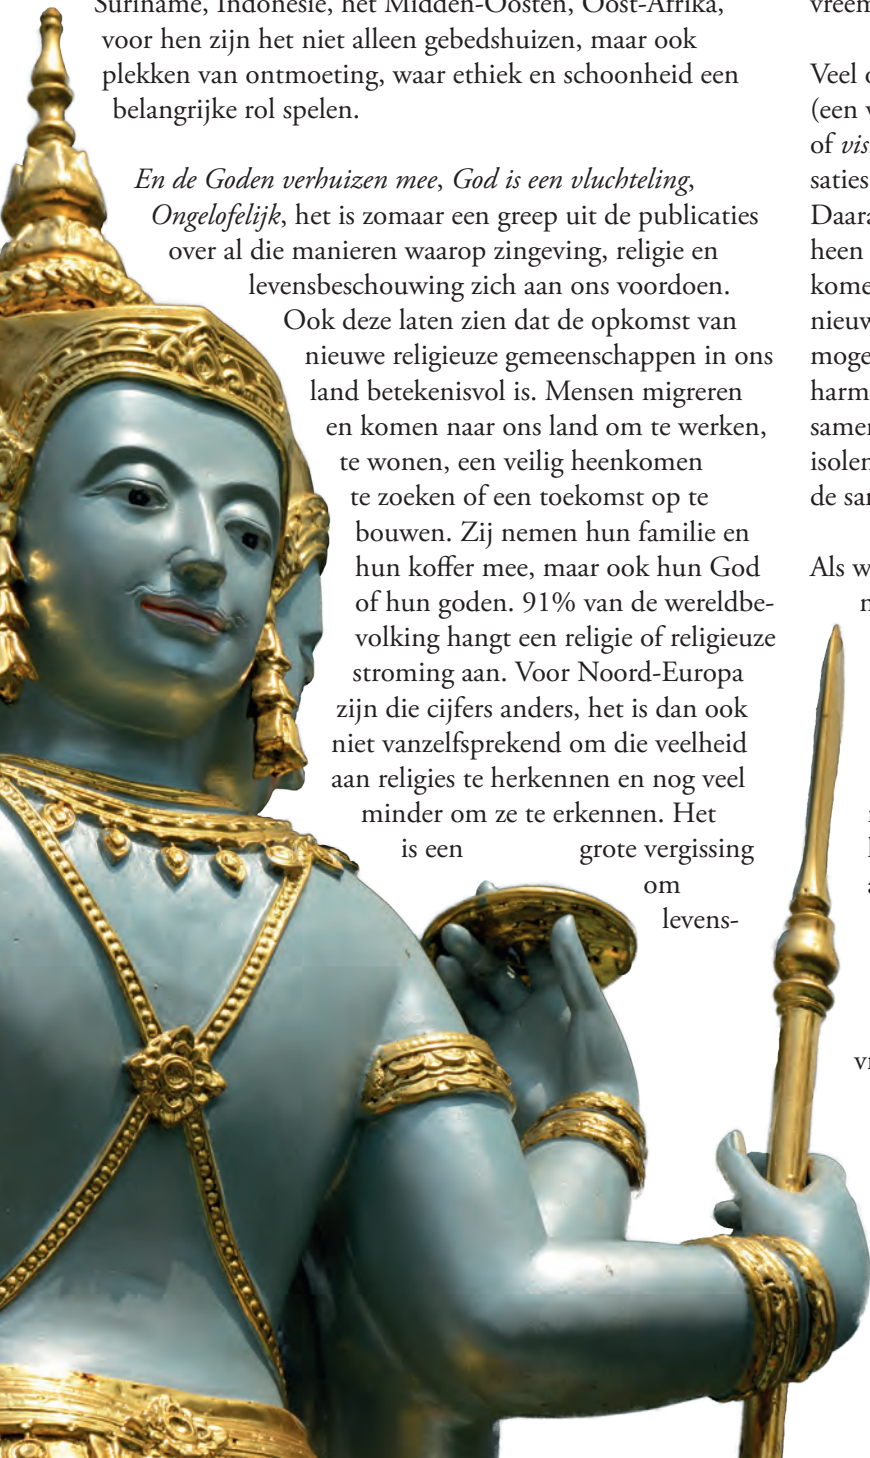 Suriname, Indonesië, het Midden-Oosten, Oost-Afrika,
voor hen zijn het niet alleen gebedshuizen, maar ook
plekken van ontmoeting, waar ethiek en schoonheid een
belangrijke rol spelen.
En de Goden verhuizen mee, God is een vluchteling,
Ongelofelijk, het is zomaar een greep uit de publicaties
over al die manieren waarop zingeving, religie en
levensbeschouwing zich aan ons voordoen.
Ook deze laten zien dat de opkomst van
nieuwe religieuze gemeenschappen in ons
land betekenisvol is. Mensen migreren
en komen naar ons land om te werken,
te wonen, een veilig heenkomen
te zoeken of een toekomst op te
bouwen. Zij nemen hun familie en
hun koffer mee, maar ook hun God
of hun goden. 91% van de wereldbe-
volking hangt een religie of religieuze
stroming aan. Voor Noord-Europa
zijn die cijfers anders, het is dan ook
niet vanzelfsprekend om die veelheid
aan religies te herkennen en nog veel
minder om ze te erkennen. Het
is een grote vergissing
om
levens-
Veel
(een
of
saties
heen
Als